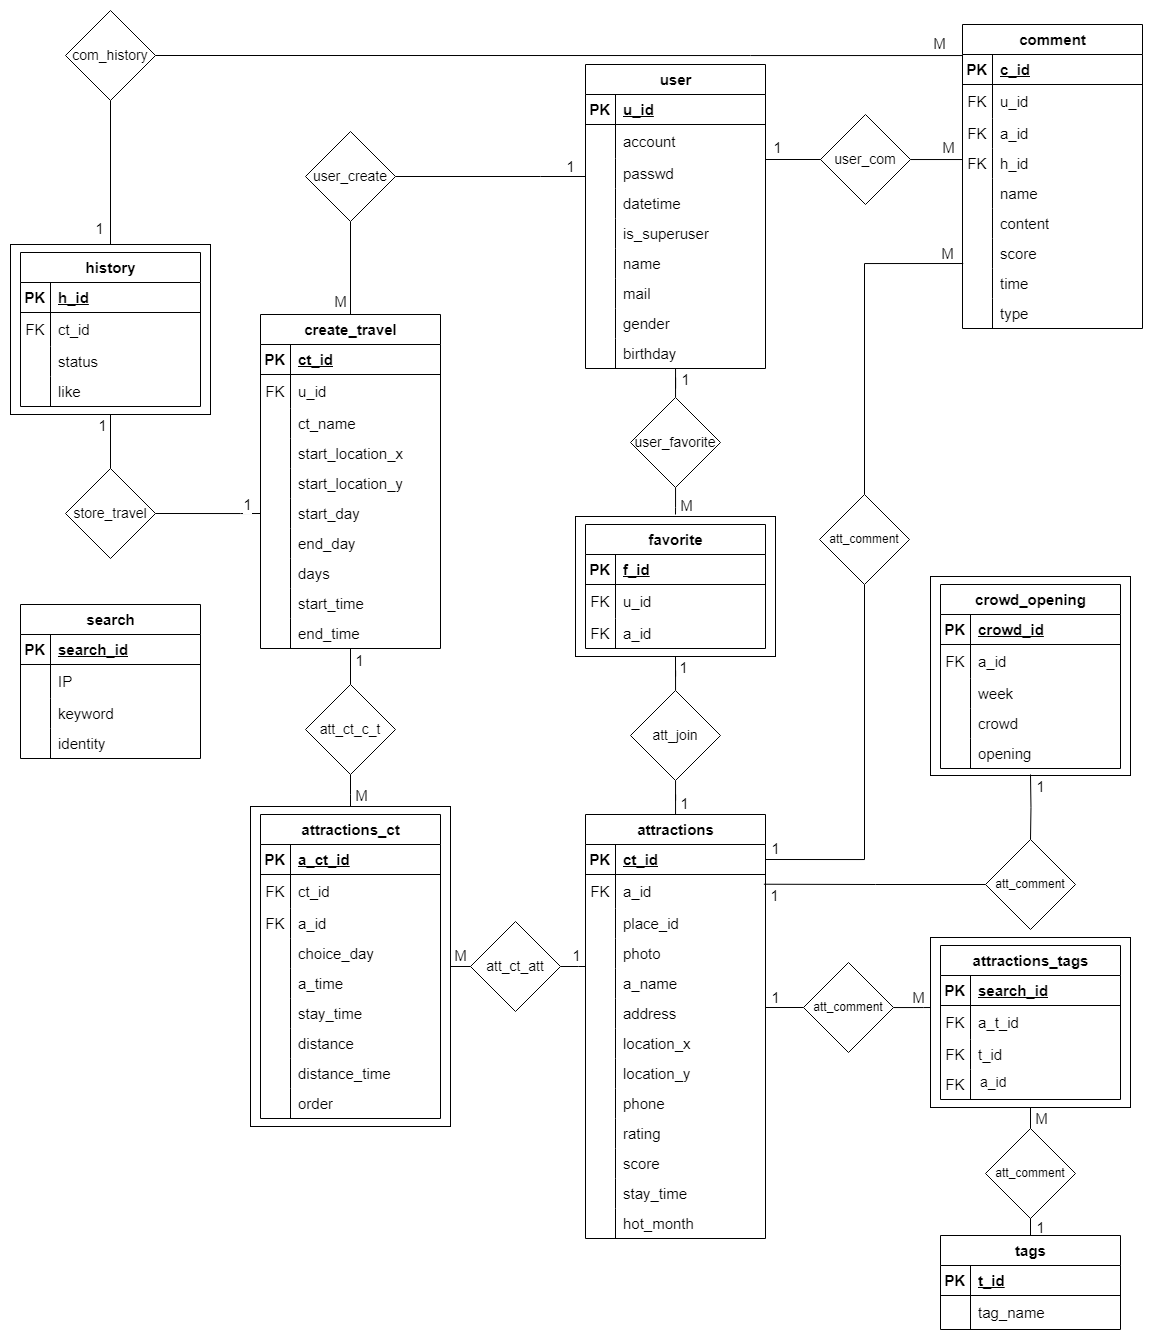 com_history
M
1
comment
PK c_id
FK u_id
FK a_id
FK h_id
name
content
score
time
type
user
PK u_id
account
passwd
datetime
is_superuser
name
mail
gender
birthday
1
user_com
M
user_create
1
M
M
history
PK h_id
FK ct_id
status
like
1
store_travel
1
create_travel
PK ct_id
FK u_id
ct_name
start_location_x
start_location_y
start_day
end_day
days
start_time
end_time
1
user_favorite
M
favorite
PK f_id
FK u_id
FK a_id
1
att_join
1
att_comment
crowd_opening
PK crowd_id
FK a_id
week
crowd
opening
1
att_comment
search
PK search_id
IP
keyword
identity
1
att_ct_c_t
M
attractions_ct
PK a_ct_id
FK ct_id
FK a_id
choice_day
a_time
stay_time
distance
distance_time
order
M
att_ct_att
1
attractions
PK ct_id
FK a_id
place_id
photo
a_name
address
location_x
location_y
phone
rating
score
stay_time
hot_month
1
1
1
att_comment
M
attractions_tags
PK search_id
FK a_t_id
FK t_id
FK a_id
M
att_comment
1
tags
PK t_id
tag_name